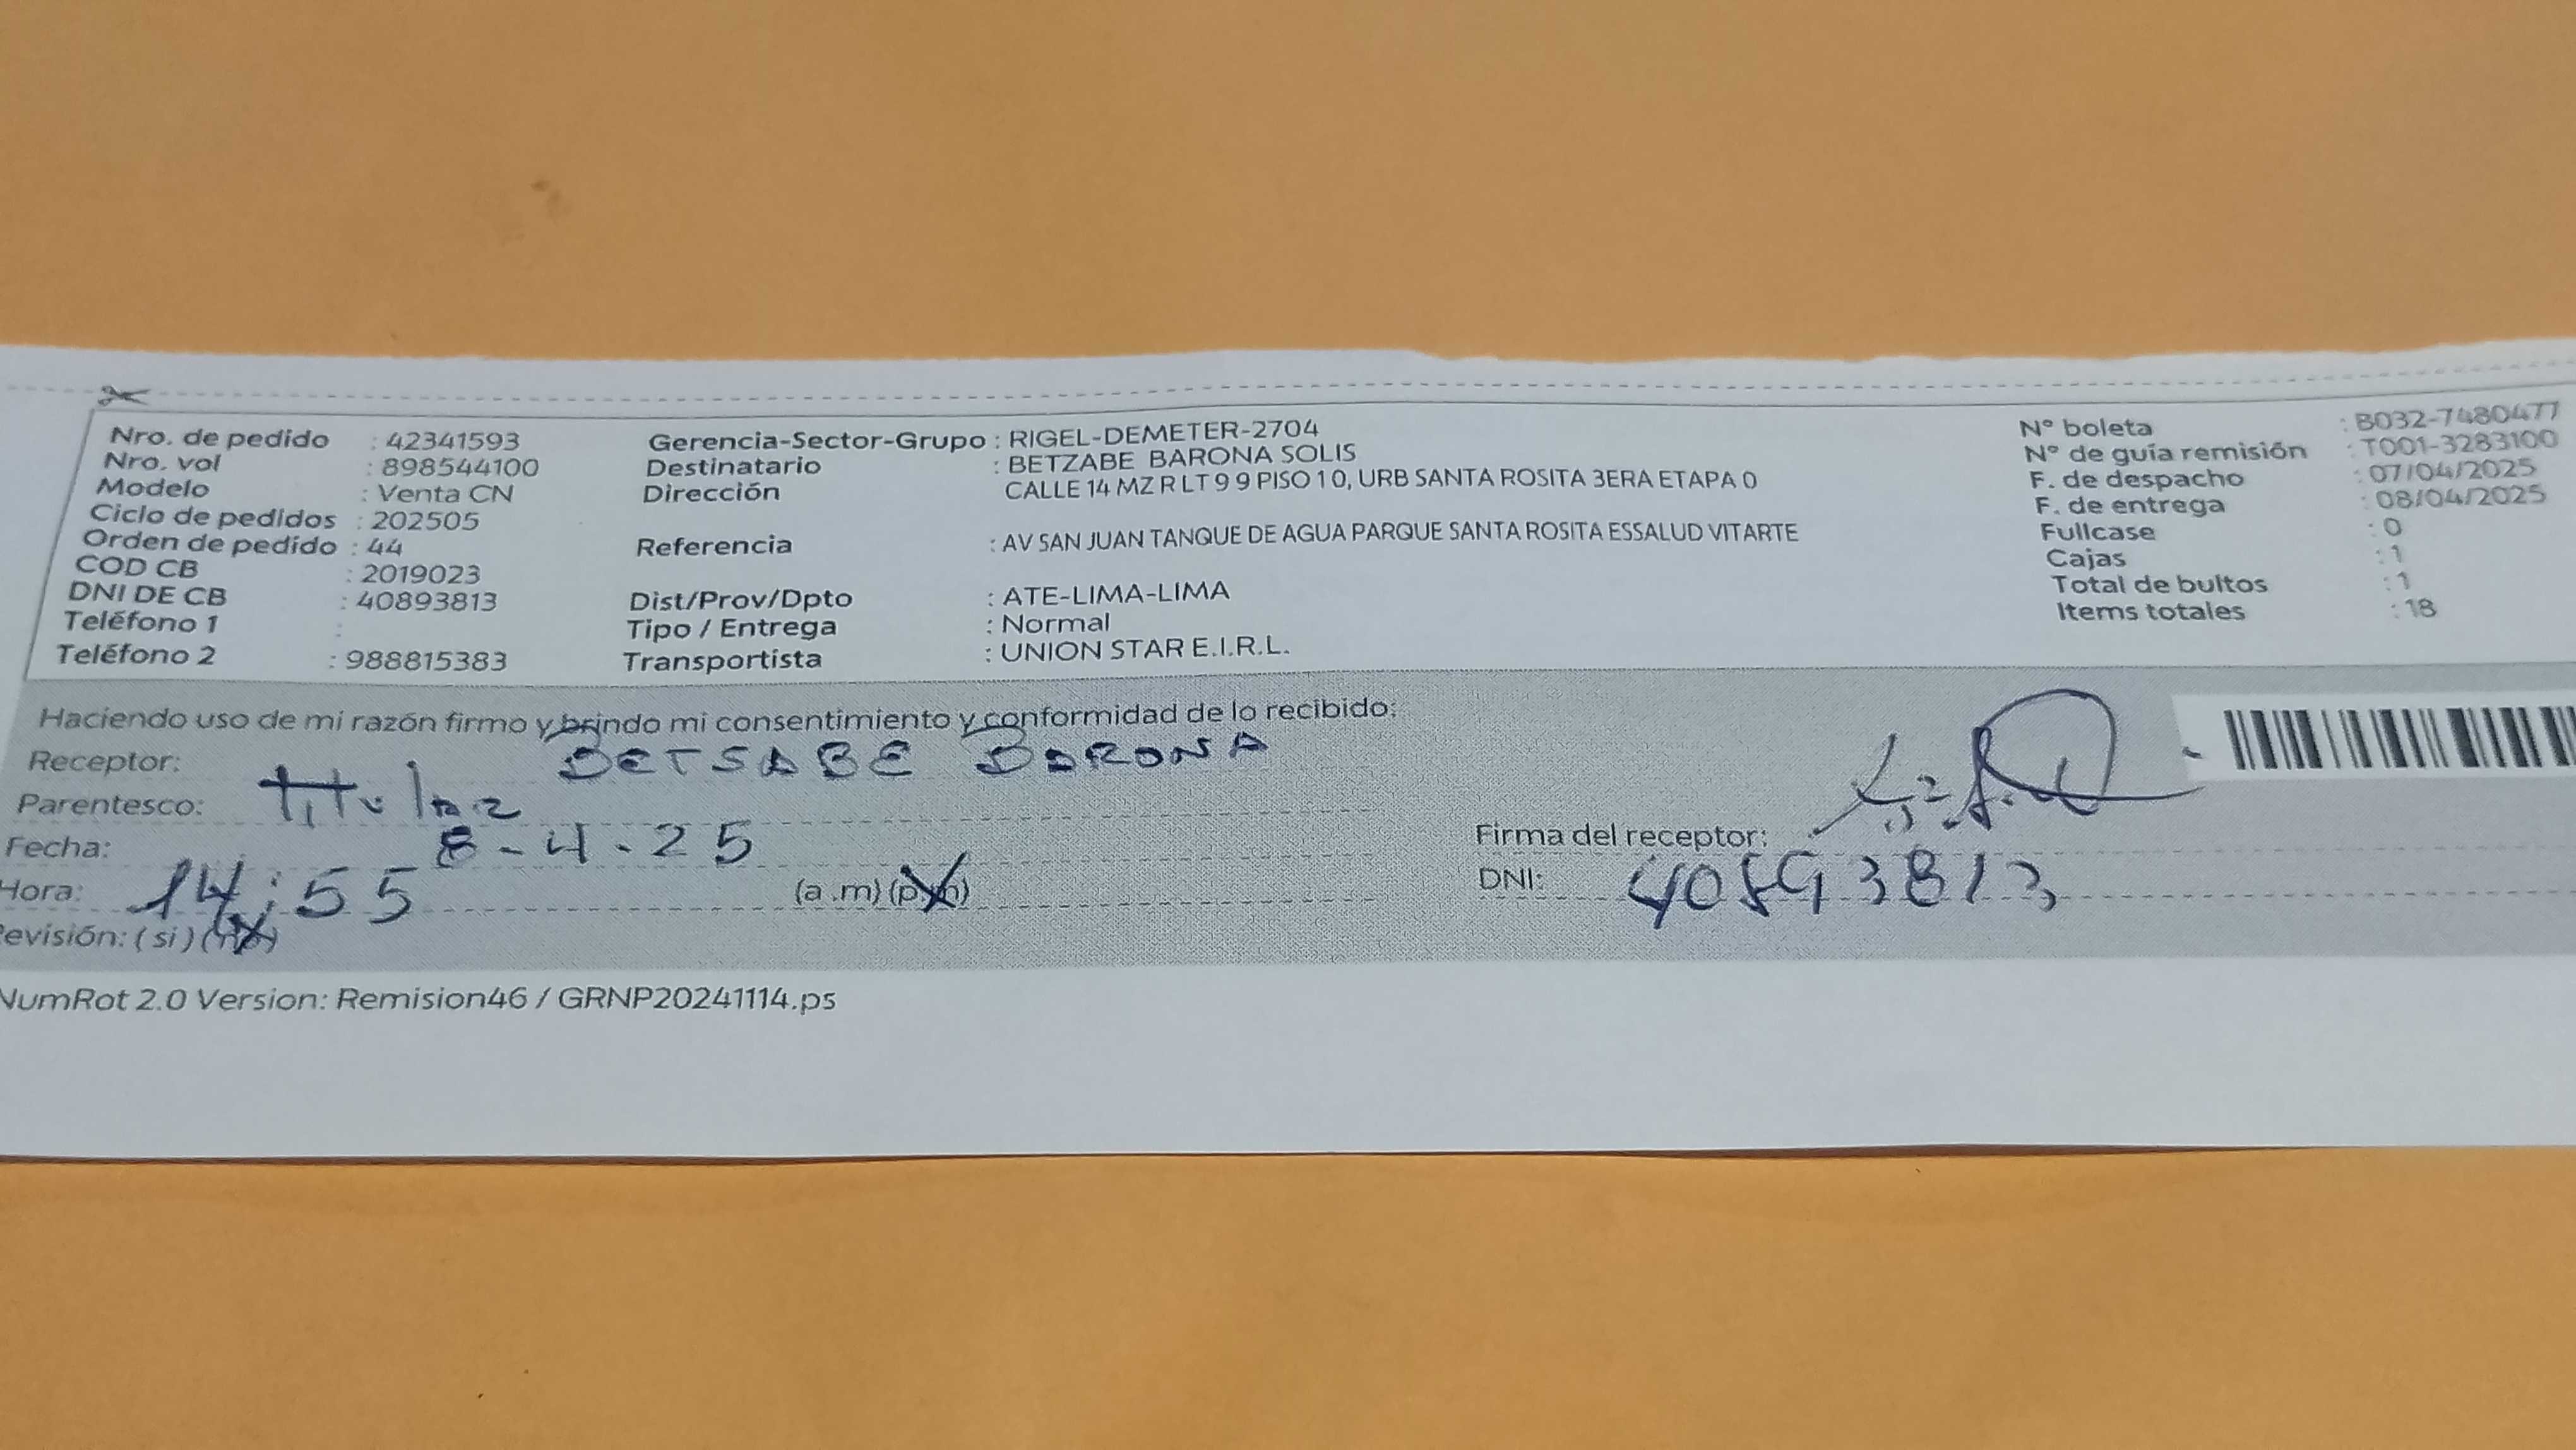 Nro. de pedido : 42341593
Nro. vol : 898544100
Modelo : Venta CN
Ciclo de pedidos : 202505
Orden de pedido : 44
COD CB : 2019023
DNI DE CB : 40893813
Teléfono 1 :
Teléfono 2 : 988815383
Gerencia-Sector-Grupo : RIGEL-DEMETER-2704
Destinatario : BETZABE BARONA SOLIS
Dirección CALLE 14 MZ R LT 9 9 PISO 1 0, URB SANTA ROSITA 3ERA ETAPA 0
Referencia : AV SAN JUAN TANQUE DE AGUA PARQUE SANTA ROSITA ESSALUD VITARTE
Dist/Prov/Dpto : ATE-LIMA-LIMA
Tipo / Entrega : Normal
Transportista : UNION STAR E.I.R.L.
N° boleta : B032-7480477
N° de guía remisión : T001-3283100
F. de despacho : 07/04/2025
F. de entrega : 08/04/2025
Fullcase : 0
Cajas : 1
Total de bultos : 1
Items totales : 18
Haciendo uso de mi razón firmo y brindo mi consentimiento y conformidad de lo recibido:
Receptor: BETSABE BARONA
Parentesco: titular
Fecha: 8-4-25
Hora: 14:55 (a .m) (p.m)
Revisión: ( si ) (no)
Firma del receptor:
DNI: 40893813
NumRot 2.0 Version: Remision46 / GRNP20241114.ps